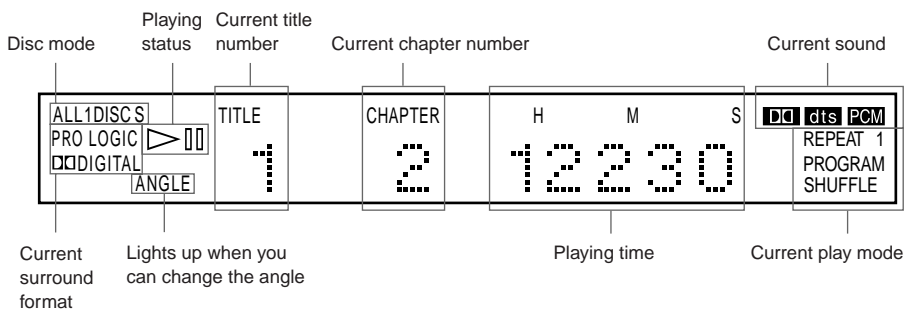 Disc mode
Playing status
Current title number
Current chapter number
Current sound
ALL1DISC S
PRO LOGIC
DIGITAL
ANGLE
TITLE
1
CHAPTER
2
H M S
12230
dts PCM
REPEAT 1
PROGRAM
SHUFFLE
Current surround format
Lights up when you
can change the angle
Playing time
Current play mode